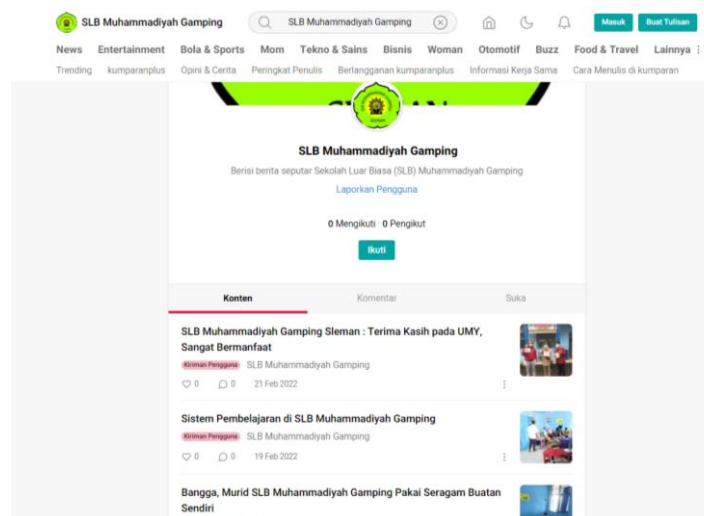 SLB Muhammadiyah Gamping
SLB Muhammadiyah Gamping
Masuk
Buat Tulisan
News Entertainment Bola & Sports Mom Tekno & Sains Bisnis Woman Otomotif Buzz Food & Travel Lainnya
Trending kumparanplus Opini & Cerita Peringkat Penulis Berlangganan kumparanplus Informasi Kerja Sama Cara Menulis di kumparan
SLB Muhammadiyah Gamping
Berisi berita seputar Sekolah Luar Biasa (SLB) Muhammadiyah Gamping
Laporkan Pengguna
0 Mengikuti 0 Pengikut
Ikuti
Konten Komentar Suka
SLB Muhammadiyah Gamping Sleman : Terima Kasih pada UMY,
Sangat Bermanfaat
Kiriman Pengguna SLB Muhammadiyah Gamping
0 0 21 Feb 2022
Sistem Pembelajaran di SLB Muhammadiyah Gamping
Kiriman Pengguna SLB Muhammadiyah Gamping
0 0 19 Feb 2022
Bangga, Murid SLB Muhammadiyah Gamping Pakai Seragam Buatan
Sendiri